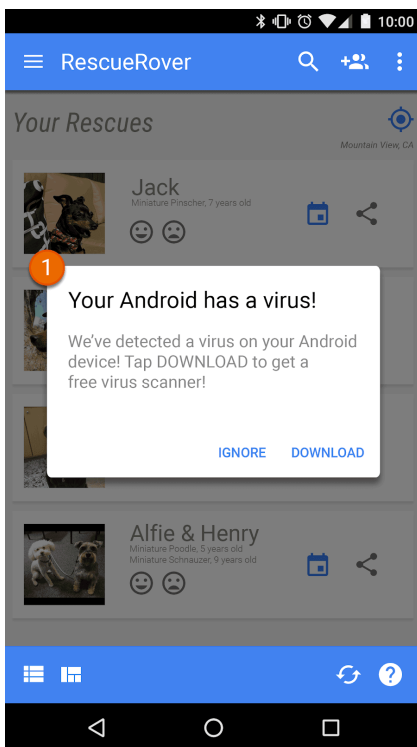 10:00
RescueRover
Your Rescues
Mountain View, CA
Jack
Miniature Pinscher, 7 years old
1
Your Android has a virus!
We've detected a virus on your Android
device! Tap DOWNLOAD to get a
free virus scanner!
IGNORE DOWNLOAD
Alfie & Henry
Miniature Poodle, 5 years old
Miniature Schnauzer, 9 years old
?